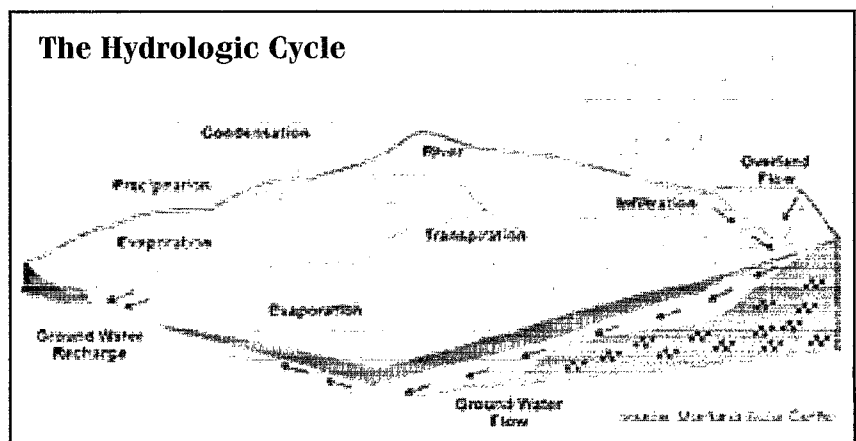 The Hydrologic Cycle
Condensation
River
Overland
Flow
Precipitation
Infiltration
Evaporation
Transpiration
Evaporation
Ground Water
Recharge
Ground Water
Flow